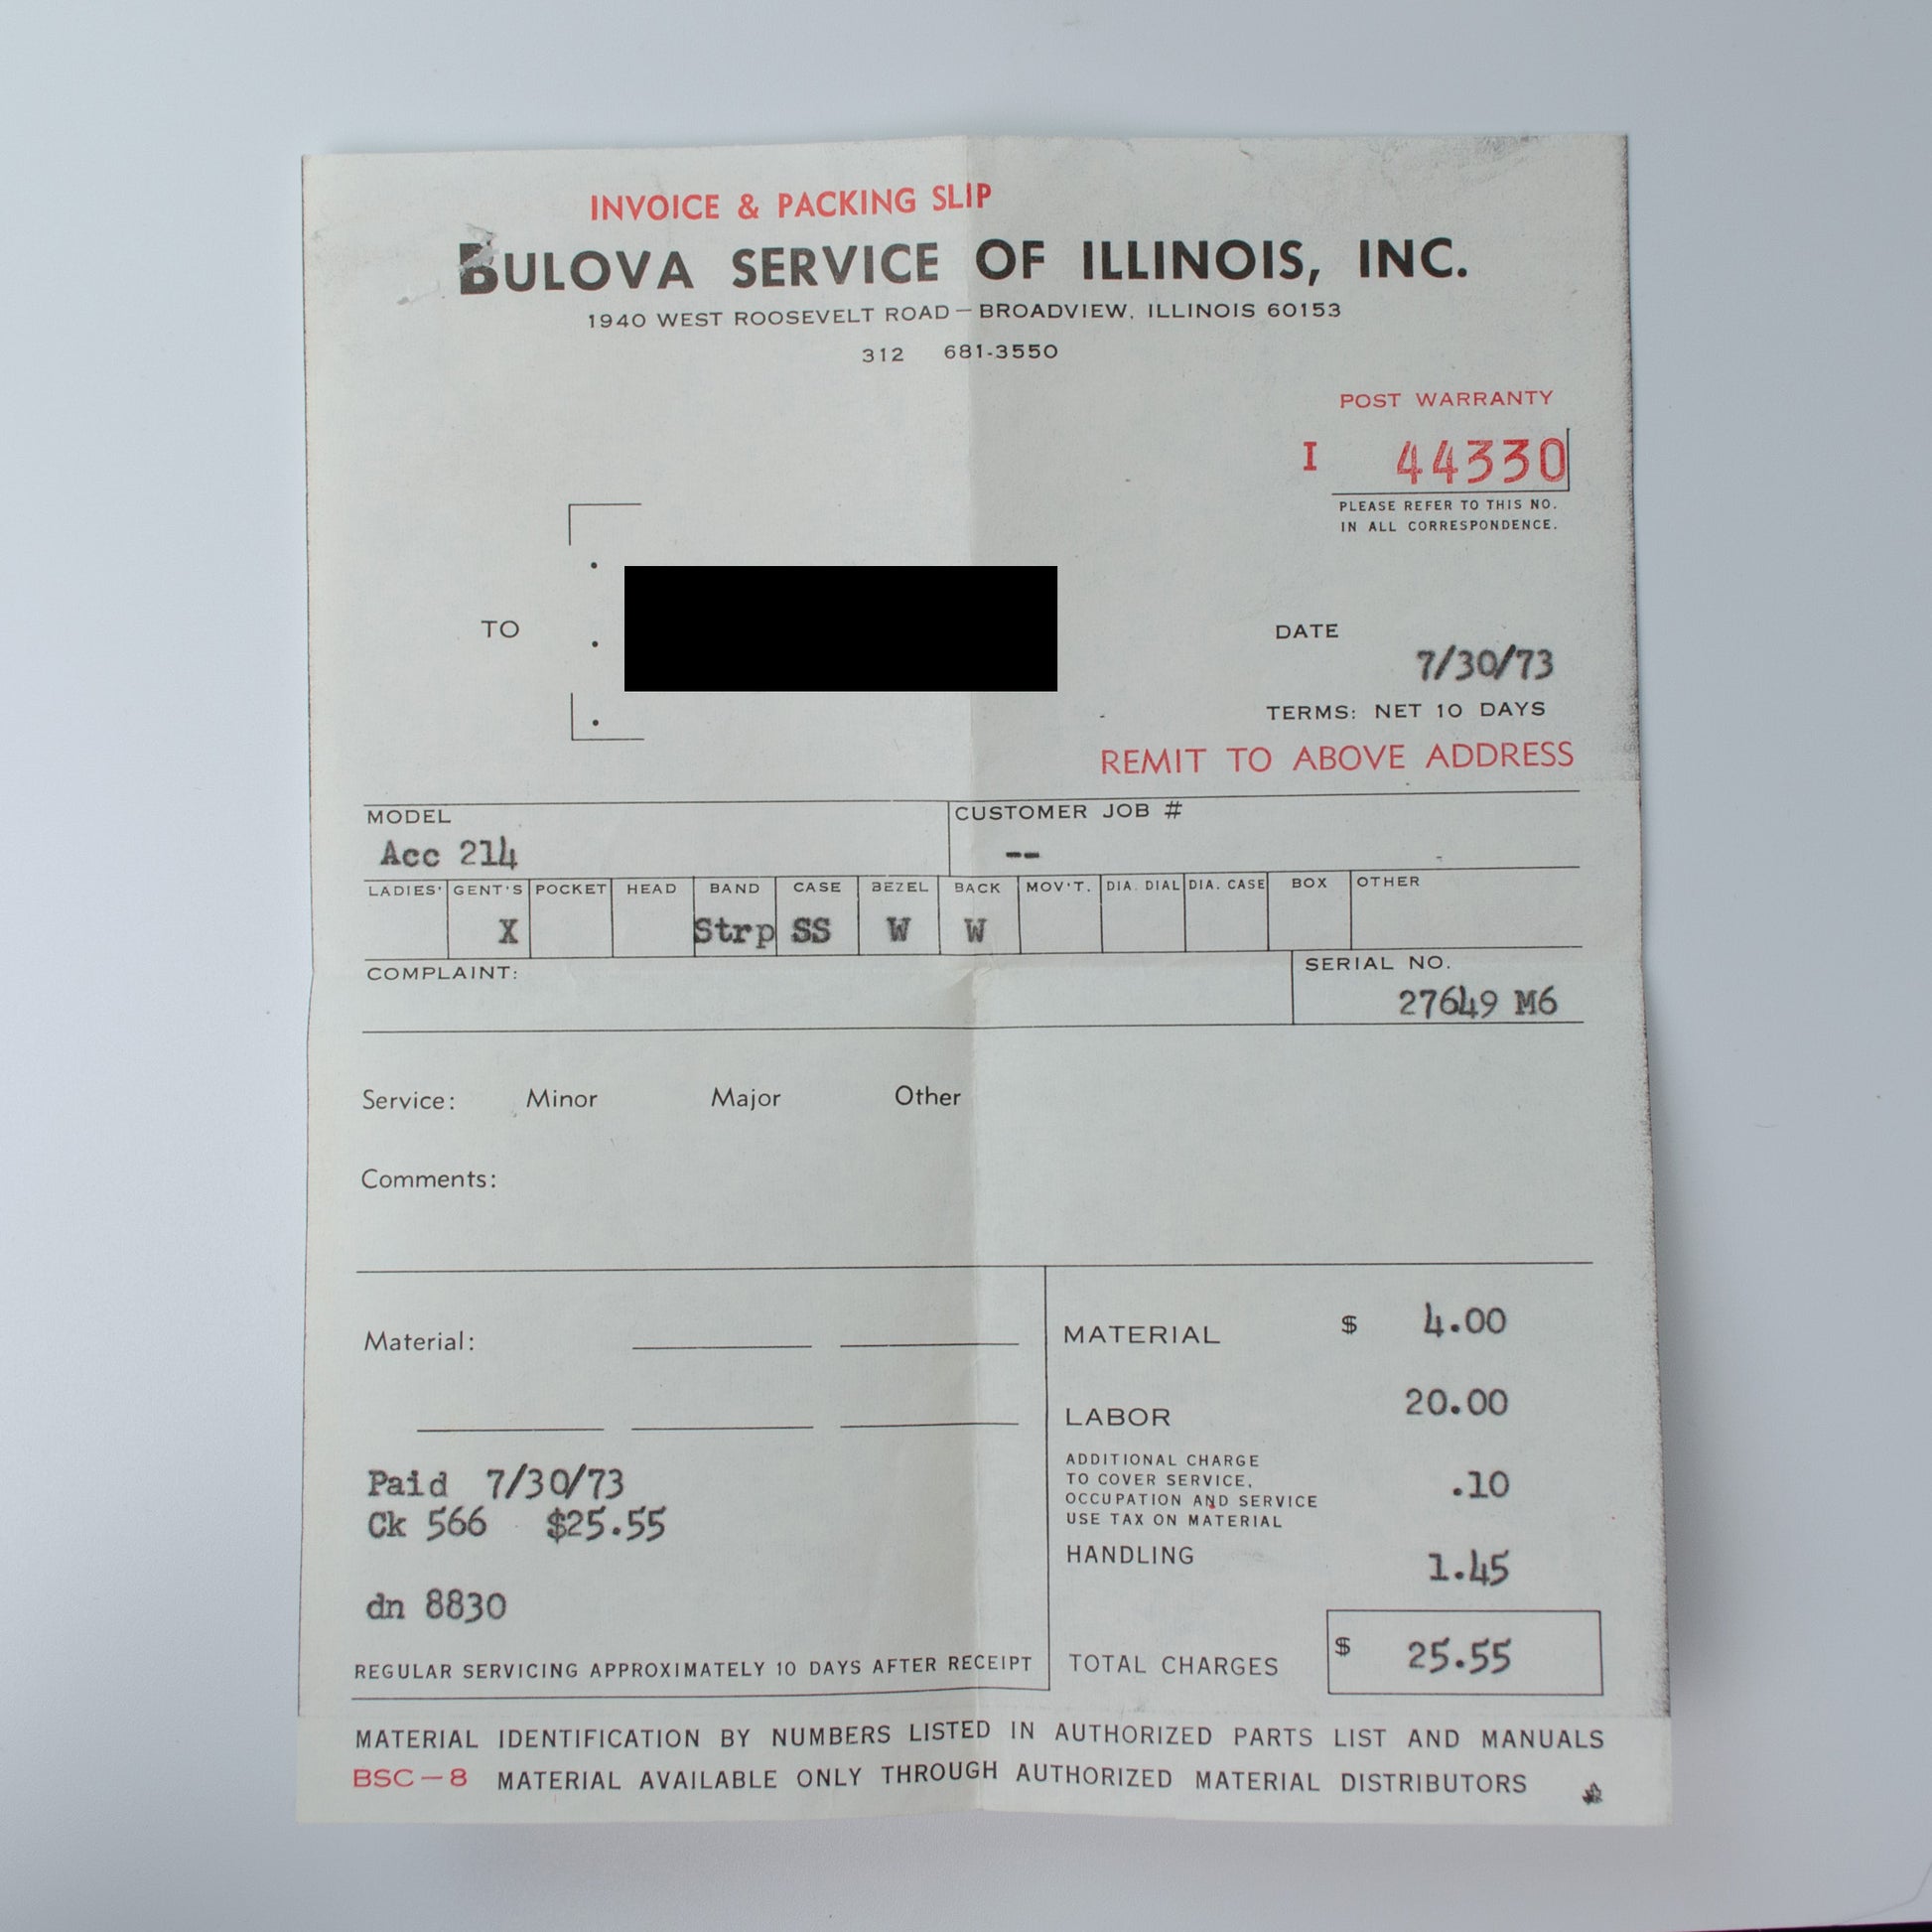 INVOICE & PACKING SLIP
BULOVA SERVICE OF ILLINOIS, INC.
1940 WEST ROOSEVELT ROAD — BROADVIEW, ILLINOIS 60153
312 681-3550
POST WARRANTY
I 44330
PLEASE REFER TO THIS NO.
IN ALL CORRESPONDENCE.
TO
DATE
7/30/73
TERMS: NET 10 DAYS
REMIT TO ABOVE ADDRESS
MODEL CUSTOMER JOB #
Acc 214 --
LADIES' GENT'S POCKET HEAD BAND CASE BEZEL BACK MOV'T. DIA. DIAL DIA. CASE BOX OTHER
X Strp SS W W
COMPLAINT: SERIAL NO.
27649 M6
Service: Minor Major Other
Comments:
Material:
MATERIAL $ 4.00
LABOR 20.00
ADDITIONAL CHARGE
TO COVER SERVICE,
OCCUPATION AND SERVICE
USE TAX ON MATERIAL
.10
HANDLING 1.45
Paid 7/30/73
Ck 566 $25.55
dn 8830
REGULAR SERVICING APPROXIMATELY 10 DAYS AFTER RECEIPT
TOTAL CHARGES $ 25.55
MATERIAL IDENTIFICATION BY NUMBERS LISTED IN AUTHORIZED PARTS LIST AND MANUALS
BSC—8 MATERIAL AVAILABLE ONLY THROUGH AUTHORIZED MATERIAL DISTRIBUTORS